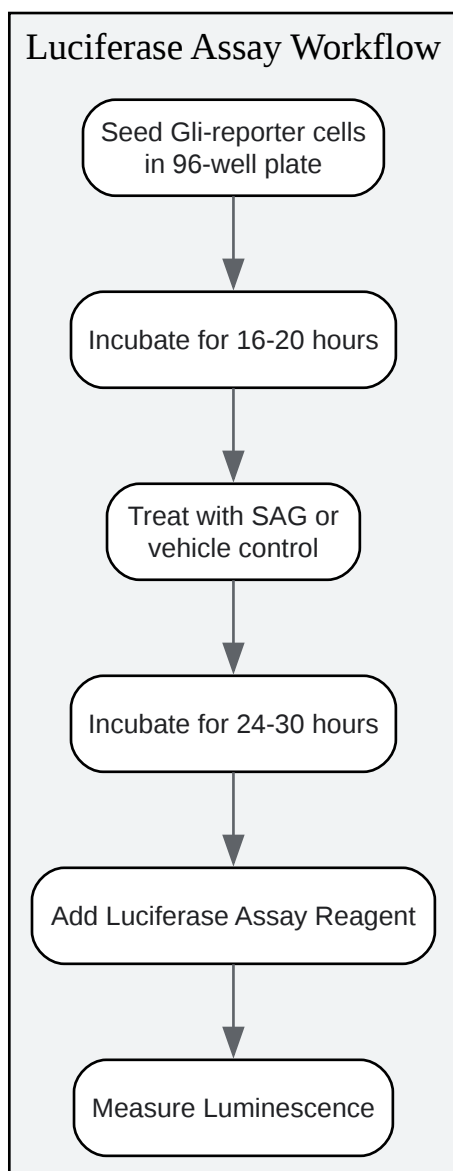 Luciferase Assay Workflow
Seed Gli-reporter cells
in 96-well plate
Incubate for 16-20 hours
Treat with SAG or
vehicle control
Incubate for 24-30 hours
Add Luciferase Assay Reagent
Measure Luminescence